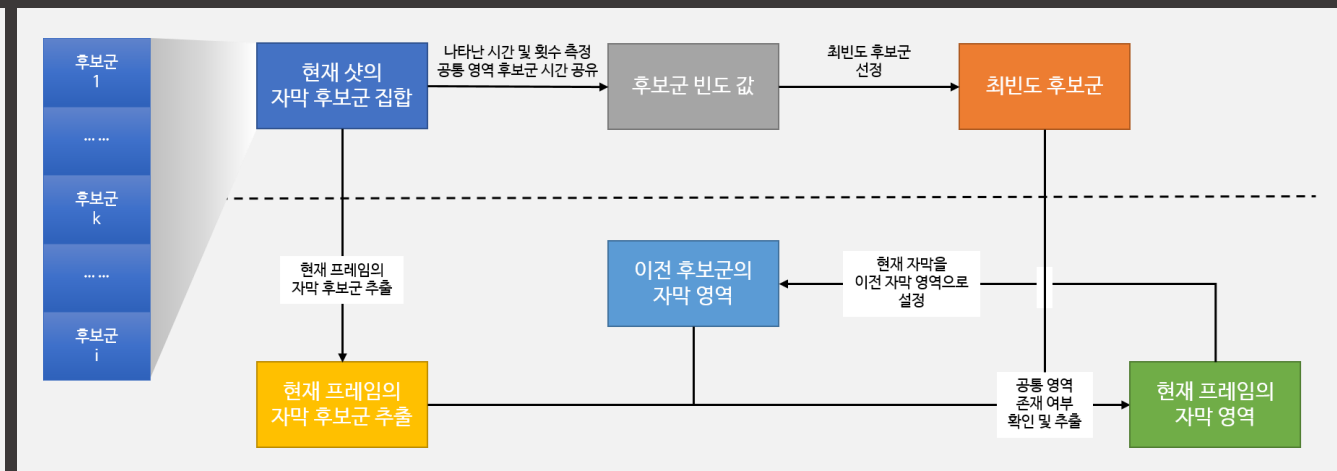 후보군
1
... ...
후보군
k
... ...
후보군
i
현재 샷의
자막 후보군 집합
나타난 시간 및 횟수 측정
공통 영역 후보군 시간 공유
후보군 빈도 값
최빈도 후보군
선정
최빈도 후보군
현재 프레임의
자막 후보군 추출
이전 후보군의
자막 영역
현재 자막을
이전 자막 영역으로
설정
현재 프레임의
자막 후보군 추출
공통 영역
존재 여부
확인 및 추출
현재 프레임의
자막 영역